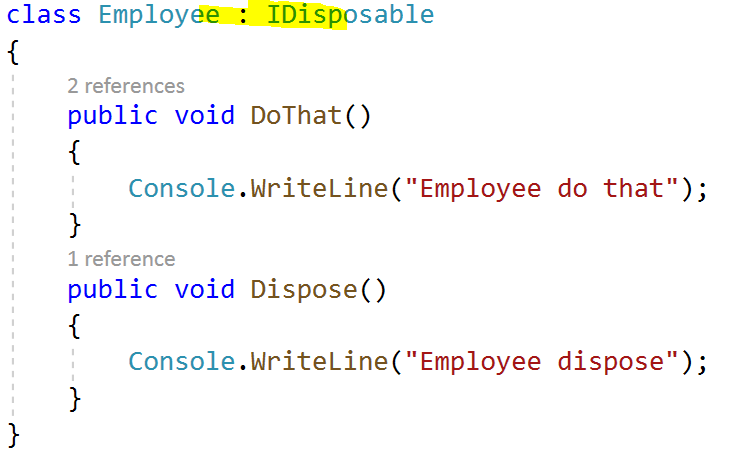 class Employee : IDisposable
{
2 references
public void DoThat()
{
Console.WriteLine("Employee do that");
}
1 reference
public void Dispose()
{
Console.WriteLine("Employee dispose");
}
}